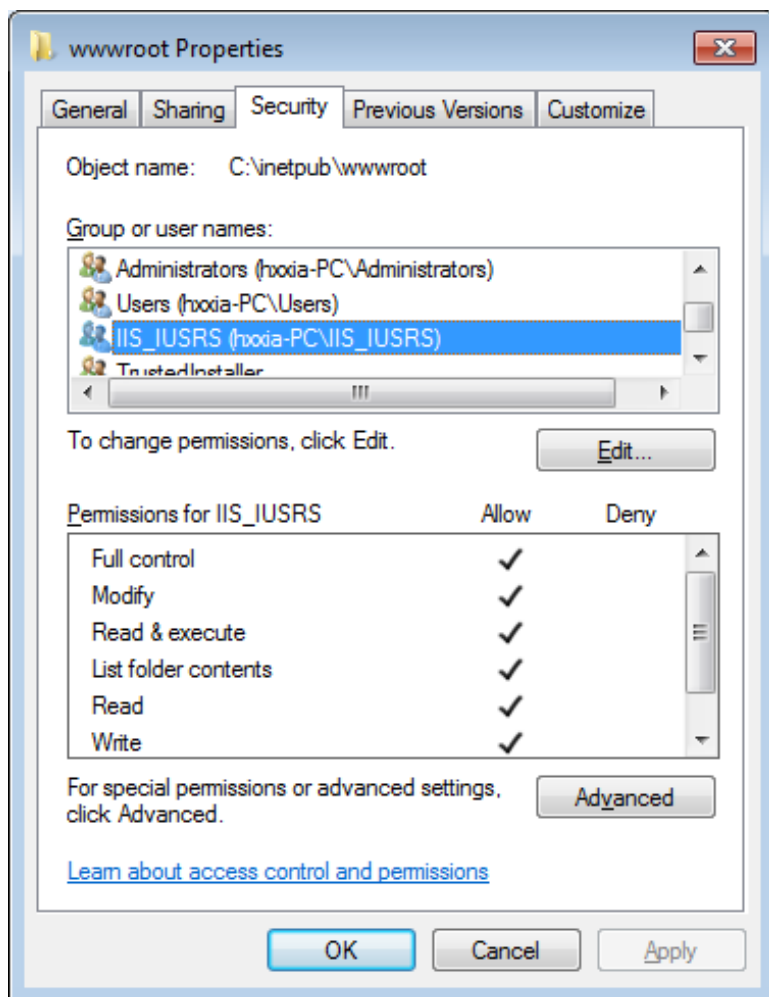 wwwroot Properties
General Sharing Security Previous Versions Customize
Object name: C:\inetpub\wwwroot
Group or user names:
Administrators (hxxia-PC\Administrators)
Users (hxxia-PC\Users)
IIS_IUSRS (hxxia-PC\IIS_IUSRS)
TrustedInstaller
To change permissions, click Edit.
Edit...
Permissions for IIS_IUSRS Allow Deny
Full control
Modify
Read & execute
List folder contents
Read
Write
For special permissions or advanced settings,
click Advanced.
Advanced
Learn about access control and permissions
OK Cancel Apply